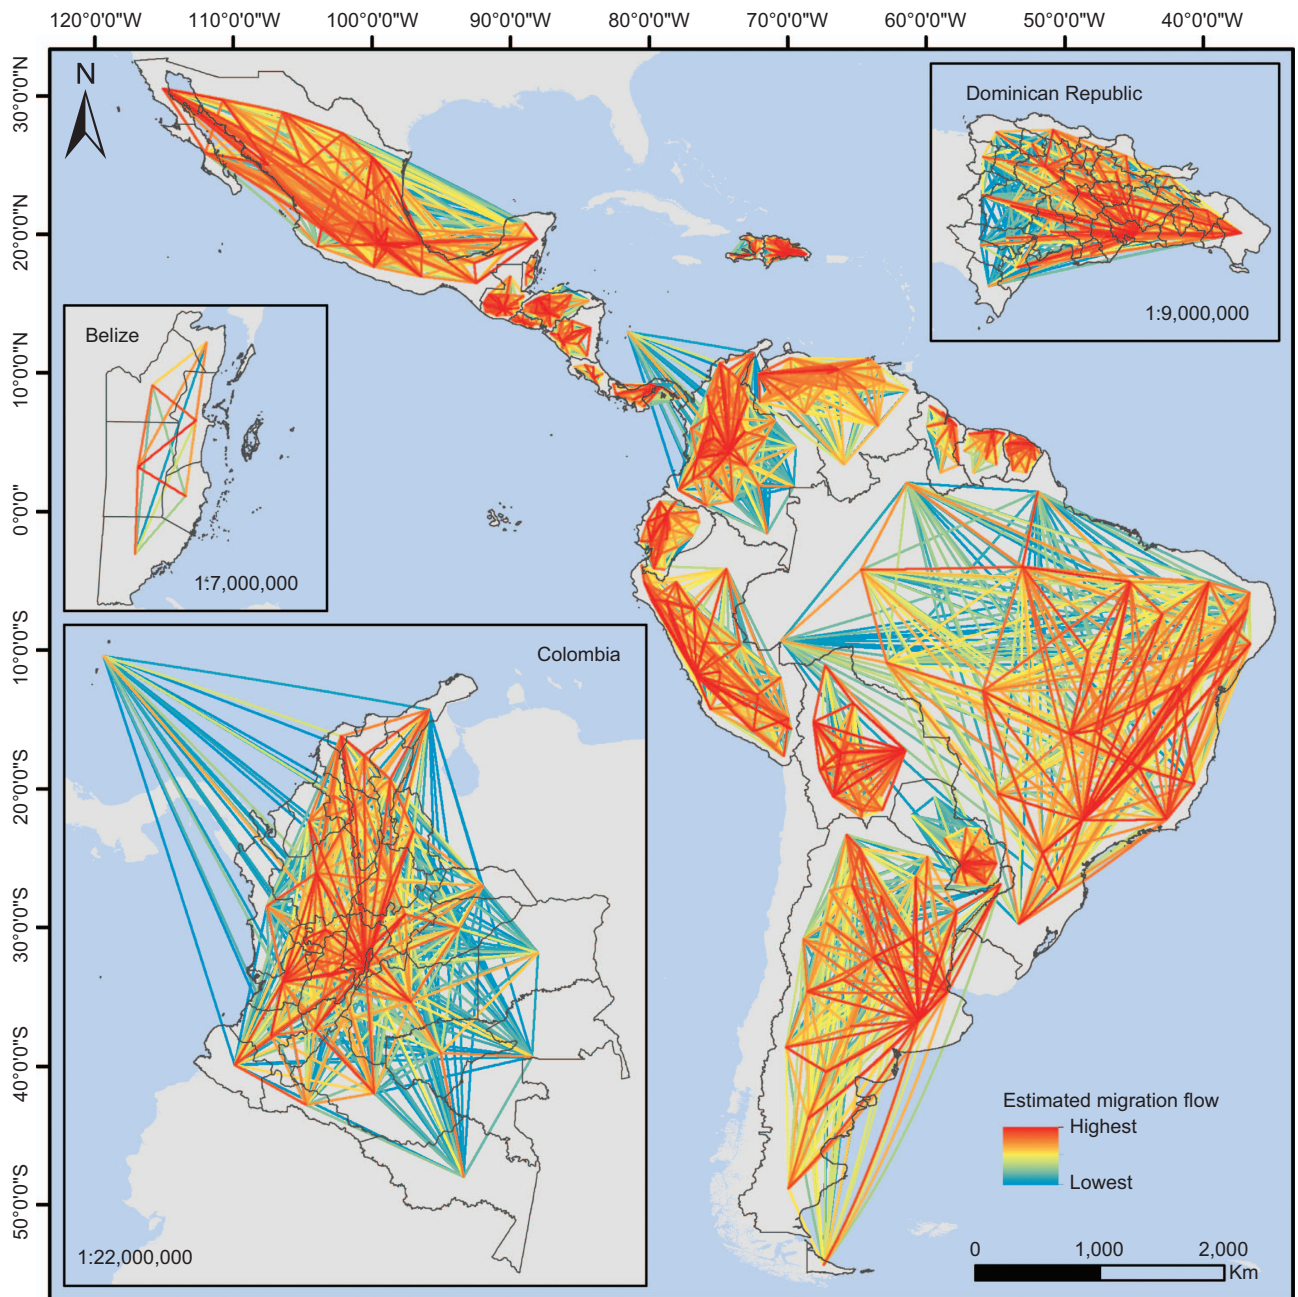 120°0'0"W 110°0'0"W 100°0'0"W 90°0'0"W 80°0'0"W 70°0'0"W 60°0'0"W 50°0'0"W 40°0'0"W
30°0'0"N
20°0'0"N
10°0'0"N
0°0'0"
10°0'0"S
20°0'0"S
30°0'0"S
40°0'0"S
50°0'0"S
N
Dominican Republic
1:9,000,000
Belize
1:7,000,000
Colombia
1:22,000,000
Estimated migration flow
Highest
Lowest
0 1,000 2,000
Km